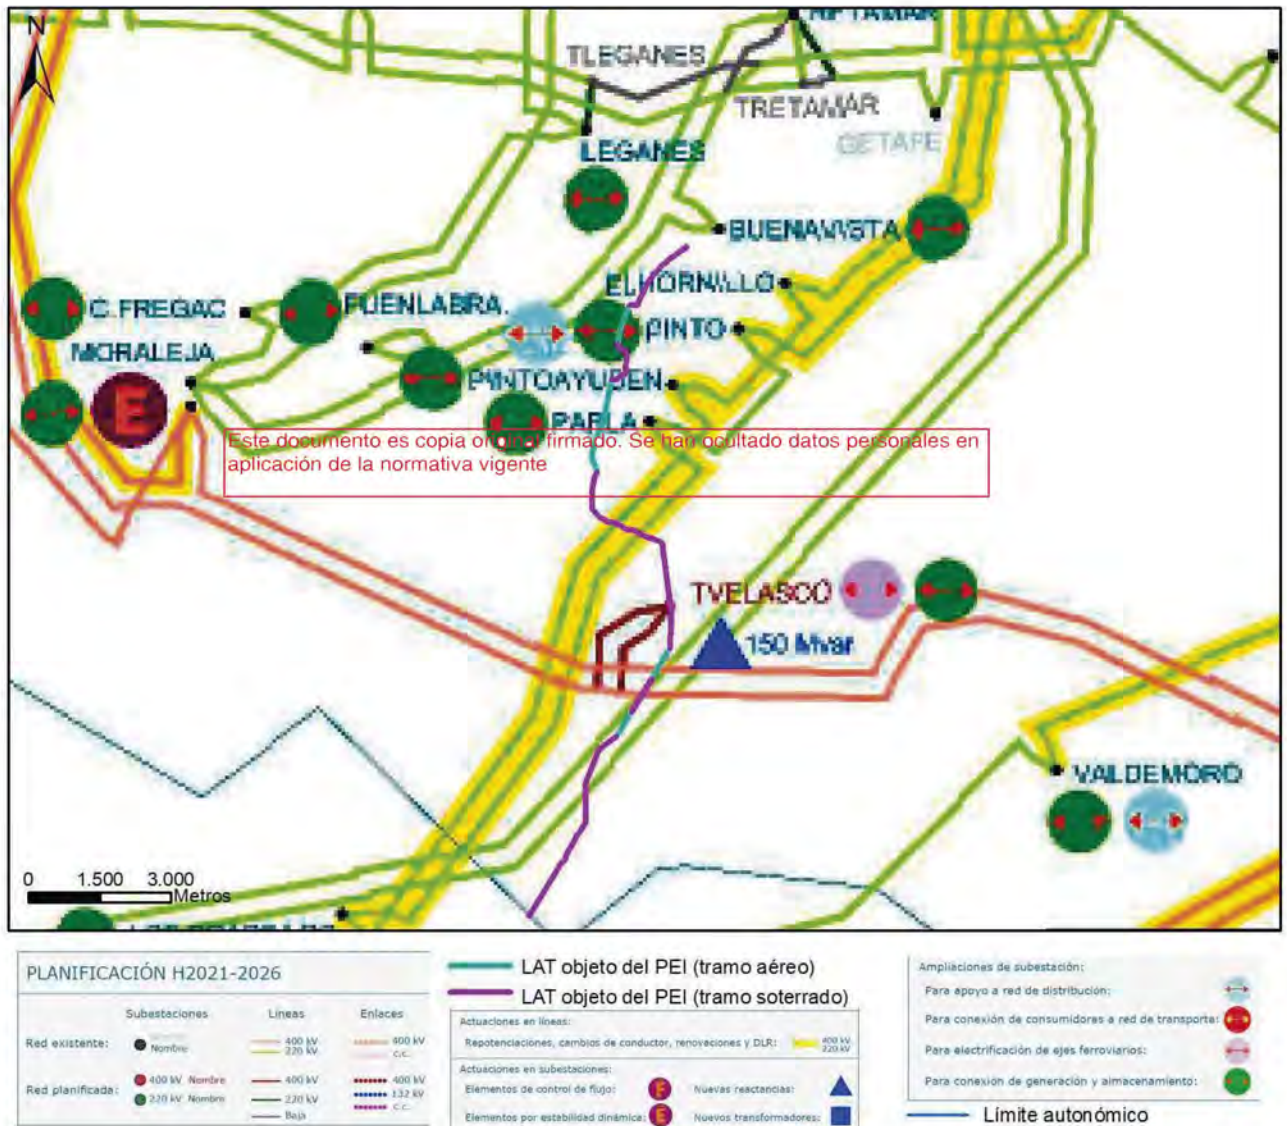 N
RETAMAR
TLEGANES
TRETAMAR
GETAFE
LEGANES
BUENAVISTA
ELHORNILLO
C.FREGAC
FUENLABRA.
PINTO
MORALEJA
PINTOAYUDEN
PARLA
Este documento es copia original firmado. Se han ocultado datos personales en
aplicación de la normativa vigente
E
TVELASCO
150 Mvar
VALDEMORO
0 1.500 3.000
Metros
PLANIFICACIÓN H2021-2026
Subestaciones Líneas Enlaces
Red existente: Nombre 400 kV 220 kV 400 kV c.c.
Red planificada: 400 kV Nombre 400 kV 400 kV
220 kV Nombre 220 kV 132 kV
Baja c.c.
LAT objeto del PEI (tramo aéreo)
LAT objeto del PEI (tramo soterrado)
Actuaciones en líneas:
Repotenciaciones, cambios de conductor, renovaciones y DLR: 400 kV 220 kV
Actuaciones en subestaciones:
Elementos de control de flujo: F Nuevas reactancias:
Elementos por estabilidad dinámica: E Nuevos transformadores:
Ampliaciones de subestación:
Para apoyo a red de distribución:
Para conexión de consumidores a red de transporte:
Para electrificación de ejes ferroviarios:
Para conexión de generación y almacenamiento:
Límite autonómico